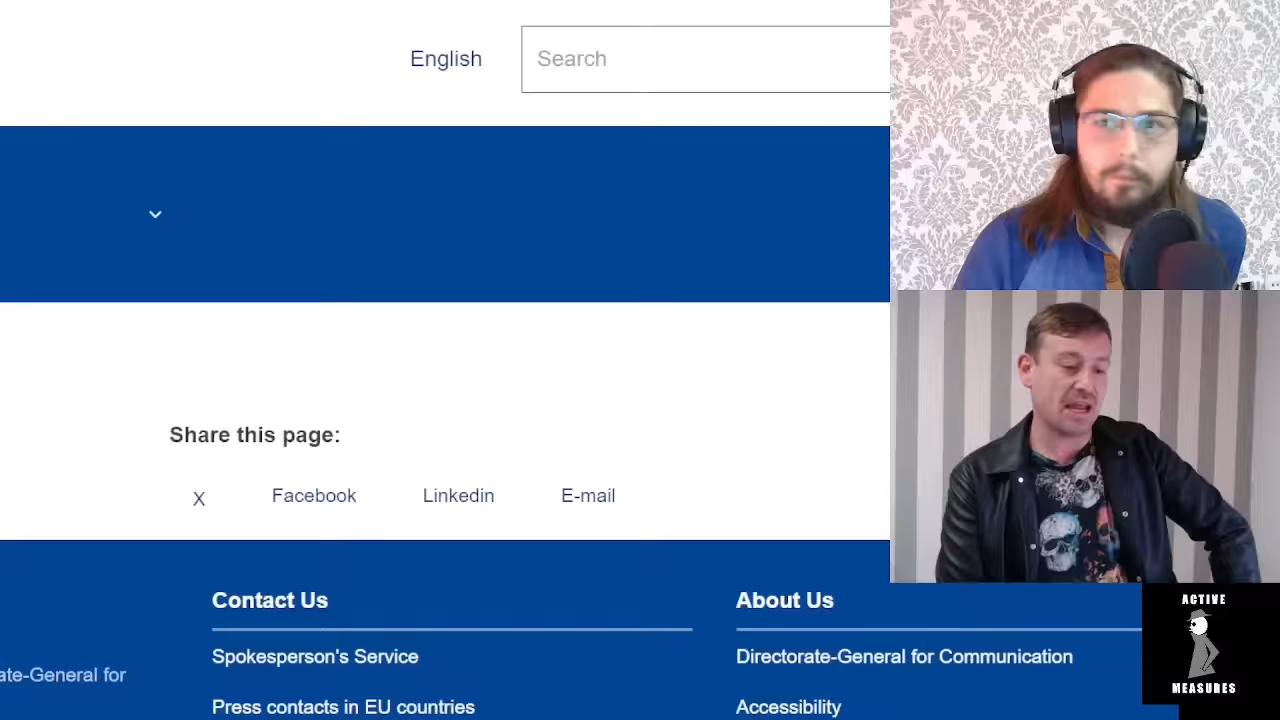 English
Search
Share this page:
X
Facebook
Linkedin
E-mail
Contact Us
About Us
Spokesperson's Service
Directorate-General for Communication
ate-General for
Press contacts in EU countries
Accessibility
ACTIVE
MEASURES